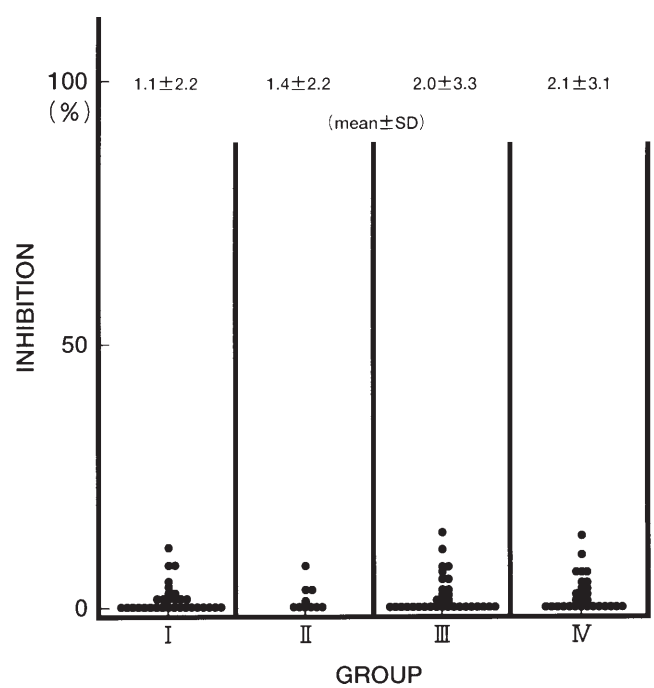 100
(%)
1.1±2.2 1.4±2.2 2.0±3.3 2.1±3.1
(mean±SD)
INHIBITION
50
0
I II III IV
GROUP